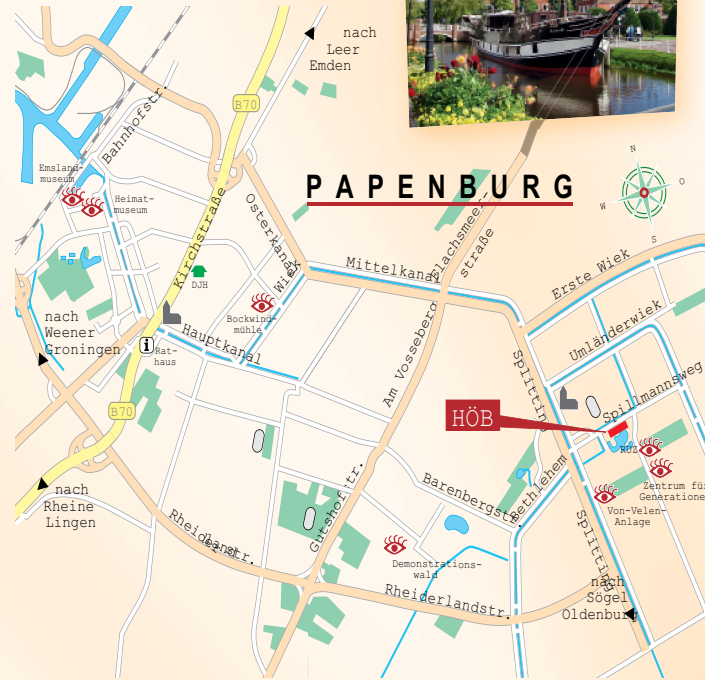 nach
Leer
Emden
B70
Bahnhofstr.
Emsland-
museum
Heimat-
museum
PAPENBURG
N
O
W
S
Kirchstraße
Osterkanal
Wiek
DJH
Bockwind-
mühle
Mittelkanal
Flachsmeer-
straße
Erste Wiek
Umländerwiek
nach
Weener
Groningen
i
Rat-
haus
Hauptkanal
Am Vosseberg
Splitting
Spillmannsweg
HÖB
RUZ
B70
Zentrum für
Generatione
Von-Velen-
Anlage
nach
Rheine
Lingen
Barenbergstr.
Bethlehem
Gutshofstr.
Splitting
Demonstrations-
wald
Rheiderlandstr.
Rheiderlandstr.
nach
Sögel
Oldenburg